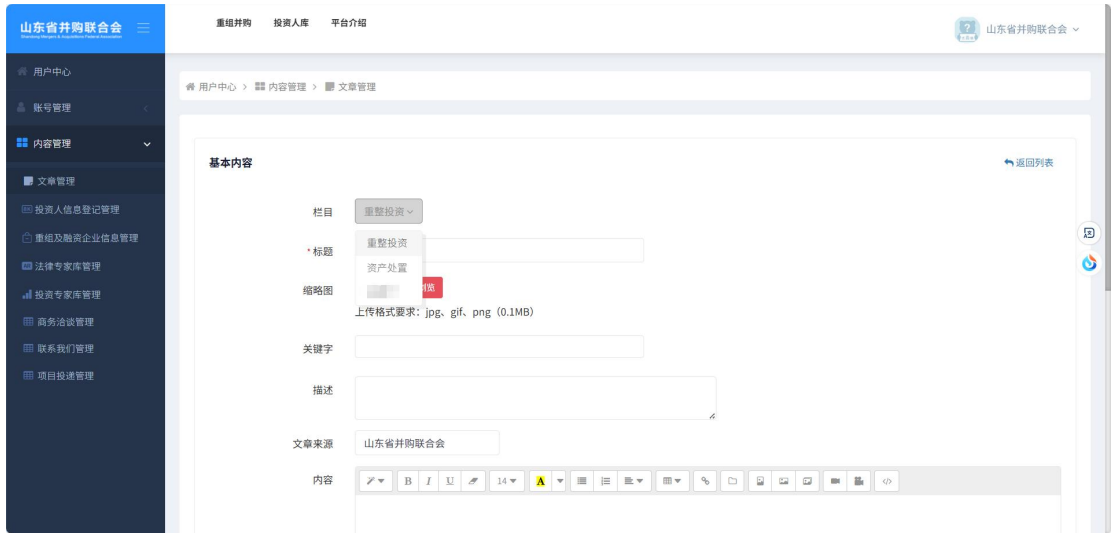 山东省并购联合会
重组并购 投资人库 平台介绍
山东省并购联合会
用户中心
账号管理
内容管理
文章管理
投资人信息登记管理
重组及融资企业信息管理
法律专家库管理
投资专家库管理
商务洽谈管理
联系我们管理
项目投递管理
用户中心 > 内容管理 > 文章管理
基本内容
返回列表
栏目 重整投资
重整投资
资产处置
*标题
缩略图 浏览
上传格式要求：jpg、gif、png（0.1MB）
关键字
描述
文章来源 山东省并购联合会
内容
B I U 14 A